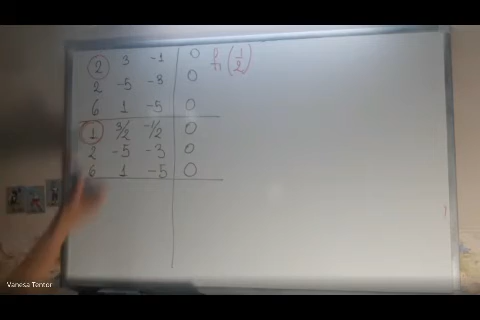 2 3 -1 0 f₁ (1/2)
2 -5 -3 0
6 1 -5 0
1 3/2 -1/2 0
2 -5 -3 0
6 1 -5 0
Vanesa Tentor